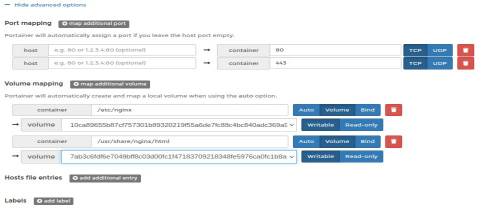 Hide advanced options
Port mapping map additional port
Portainer will automatically assign a port if you leave the host port empty.
host e.g. 80 or 1.2.3.4:80 (optional) → container 80 TCP UDP
host e.g. 80 or 1.2.3.4:80 (optional) → container 443 TCP UDP
Volume mapping map additional volume
Portainer will automatically create and map a local volume when using the auto option.
container /etc/nginx Auto Volume Bind
→ volume Writable Read-only
container /usr/share/nginx/html Auto Volume Bind
→ volume Writable Read-only
Hosts file entries add additional entry
Labels add label